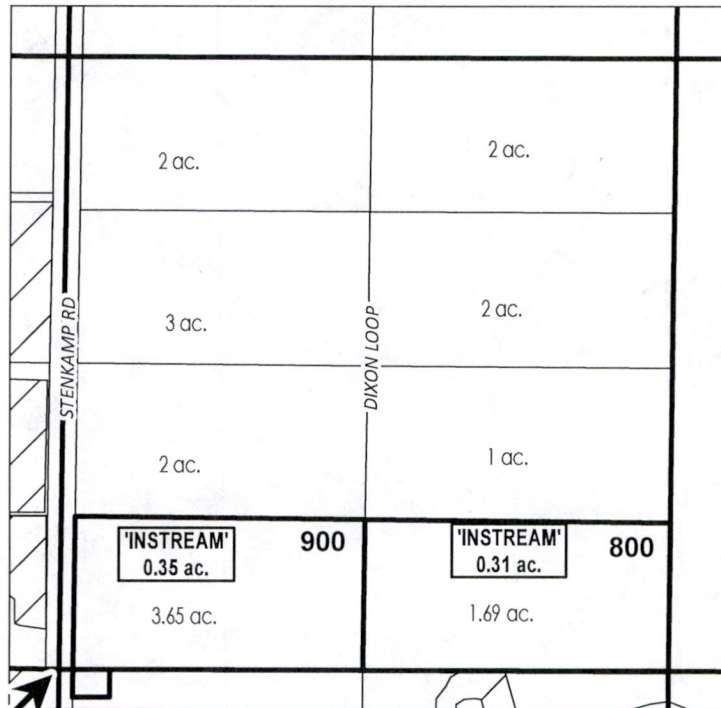 2 ac.
2 ac.
3 ac.
2 ac.
STENKAMP RD
DIXON LOOP
2 ac.
1 ac.
'INSTREAM'
0.35 ac.
900
'INSTREAM'
0.31 ac.
800
3.65 ac.
1.69 ac.